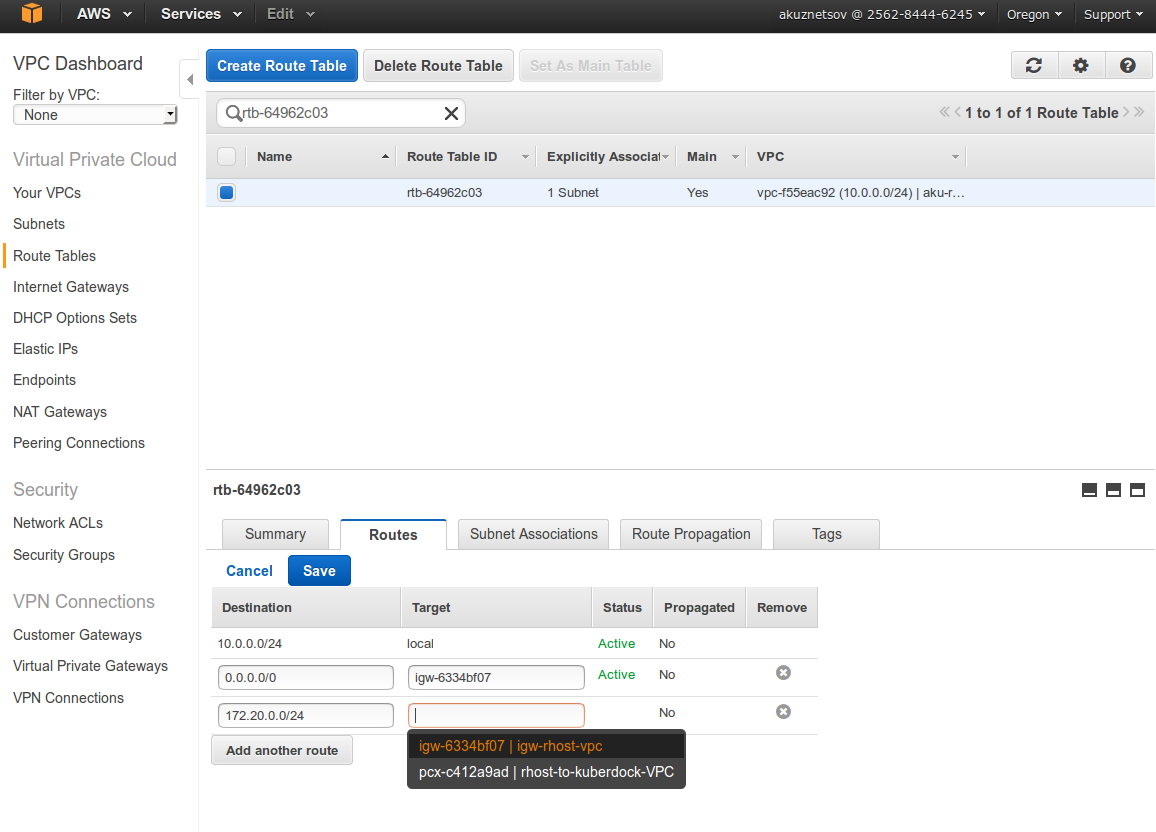 AWS Services Edit akuznetsov @ 2562-8444-6245 Oregon Support
VPC Dashboard
Filter by VPC:
None
Virtual Private Cloud
Your VPCs
Subnets
Route Tables
Internet Gateways
DHCP Options Sets
Elastic IPs
Endpoints
NAT Gateways
Peering Connections
Security
Network ACLs
Security Groups
VPN Connections
Customer Gateways
Virtual Private Gateways
VPN Connections
Create Route Table Delete Route Table Set As Main Table
rtb-64962c03 1 to 1 of 1 Route Table
Name Route Table ID Explicitly Associat Main VPC
rtb-64962c03 1 Subnet Yes vpc-f55eac92 (10.0.0.0/24) | aku-r…
rtb-64962c03
Summary Routes Subnet Associations Route Propagation Tags
Cancel Save
Destination Target Status Propagated Remove
10.0.0.0/24 local Active No
0.0.0.0/0 igw-6334bf07 Active No
172.20.0.0/24 No
igw-6334bf07 | igw-rhost-vpc
pcx-c412a9ad | rhost-to-kuberdock-VPC
Add another route